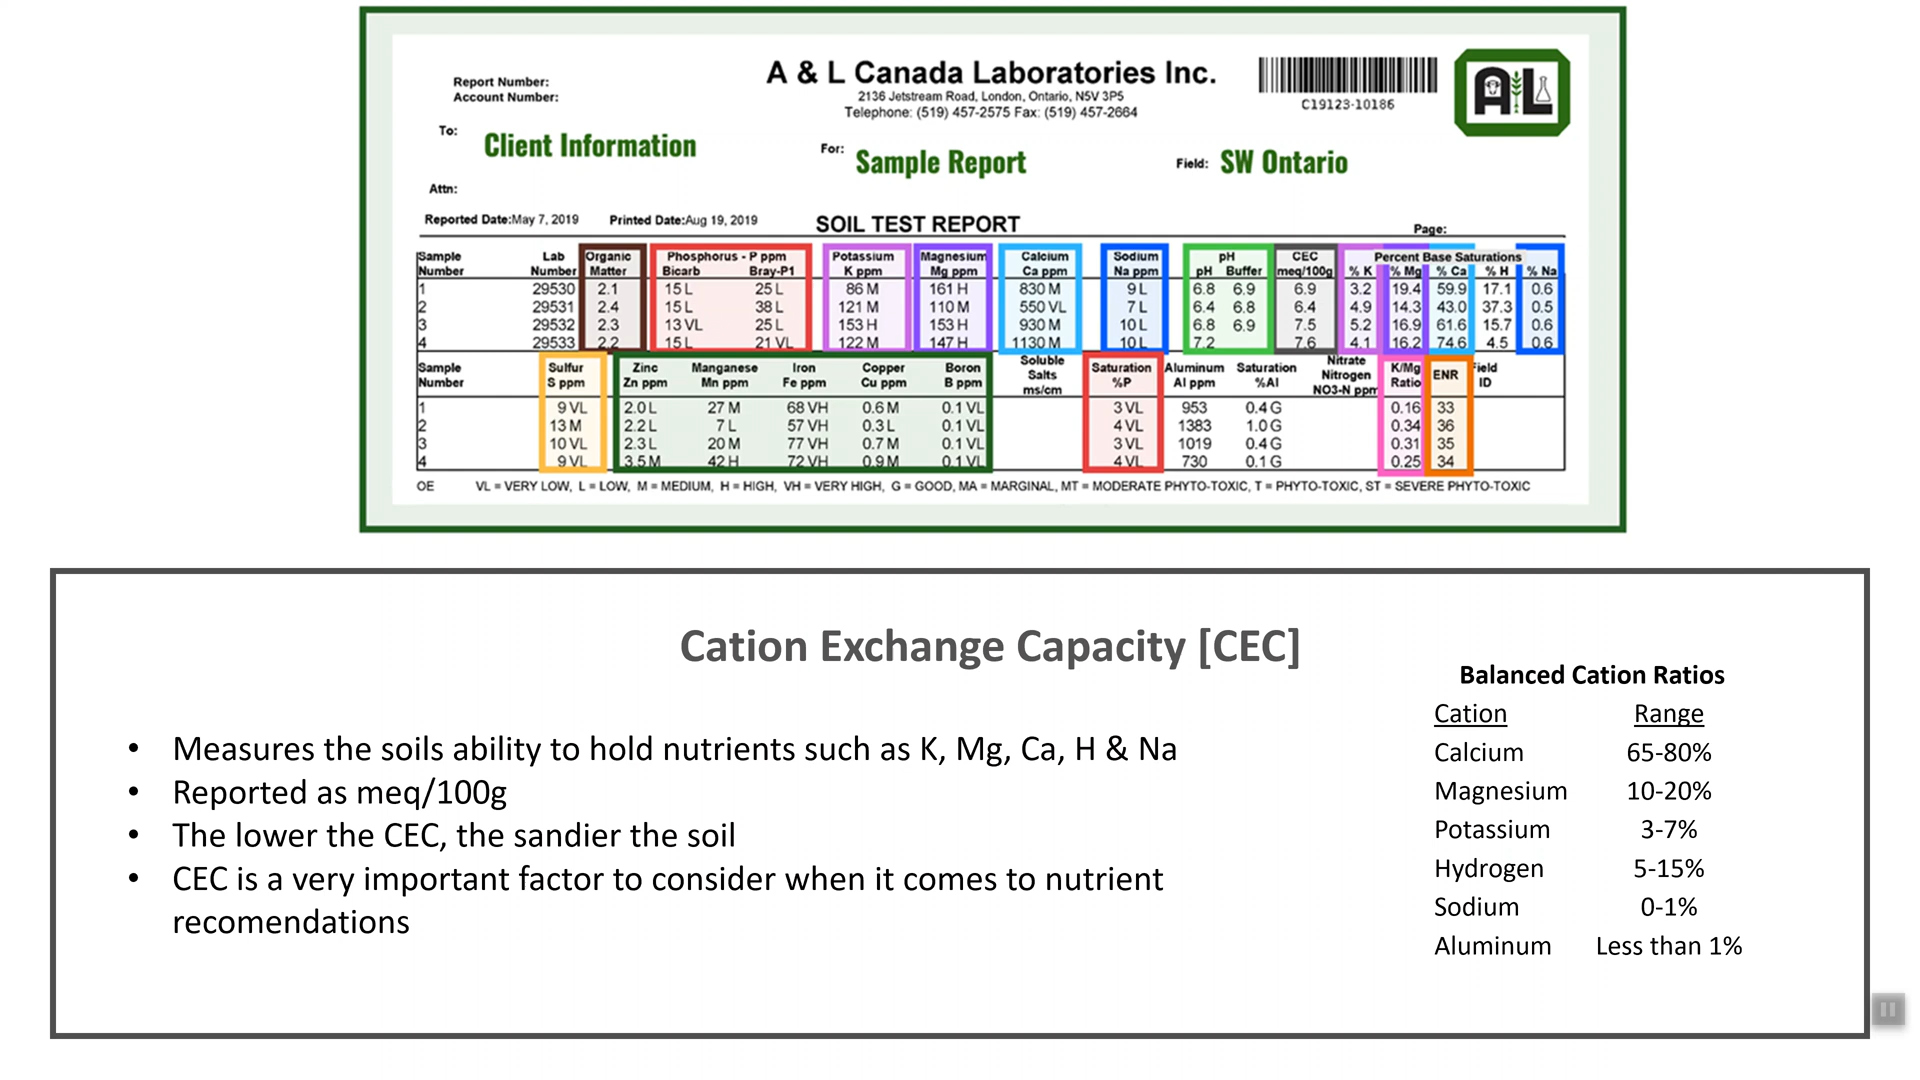 Report Number:
Account Number:
A & L Canada Laboratories Inc.
2136 Jetstream Road, London, Ontario, N5V 3P5
Telephone: (519) 457-2575 Fax: (519) 457-2664
C19123-10186
A L
To: Client Information
For: Sample Report
Field: SW Ontario
Attn:
Reported Date:May 7, 2019 Printed Date:Aug 19, 2019 SOIL TEST REPORT Page:
Sample Lab Organic Phosphorus - P ppm Potassium Magnesium Calcium Sodium pH CEC Percent Base Saturations
Number Number Matter Bicarb Bray-P1 K ppm Mg ppm Ca ppm Na ppm pH Buffer meq/100g % K % Mg % Ca % H % Na
1 29530 2.1 15 L 25 L 86 M 161 H 830 M 9 L 6.8 6.9 6.9 3.2 19.4 59.9 17.1 0.6
2 29531 2.4 15 L 38 L 121 M 110 M 550 VL 7 L 6.4 6.8 6.4 4.9 14.3 43.0 37.3 0.5
3 29532 2.3 13 VL 25 L 153 H 153 H 930 M 10 L 6.8 6.9 7.5 5.2 16.9 61.6 15.7 0.6
4 29533 2.2 15 L 21 VL 122 M 147 H 1130 M 10 L 7.2 7.6 4.1 16.2 74.6 4.5 0.6
Sample Sulfur Zinc Manganese Iron Copper Boron Soluble Saturation Aluminum Saturation Nitrate K/Mg ENR Field
Number S ppm Zn ppm Mn ppm Fe ppm Cu ppm B ppm Salts %P Al ppm %Al Nitrogen Ratio ID
ms/cm NO3-N ppm
1 9 VL 2.0 L 27 M 68 VH 0.6 M 0.1 VL 3 VL 953 0.4 G 0.16 33
2 13 M 2.2 L 7 L 57 VH 0.3 L 0.1 VL 4 VL 1383 1.0 G 0.34 36
3 10 VL 2.3 L 20 M 77 VH 0.7 M 0.1 VL 3 VL 1019 0.4 G 0.31 35
4 9 VL 3.5 M 42 H 72 VH 0.9 M 0.1 VL 4 VL 730 0.1 G 0.25 34
OE VL = VERY LOW, L = LOW, M = MEDIUM, H = HIGH, VH = VERY HIGH, G = GOOD, MA = MARGINAL, MT = MODERATE PHYTO-TOXIC, T = PHYTO-TOXIC, ST = SEVERE PHYTO-TOXIC
Cation Exchange Capacity [CEC]
• Measures the soils ability to hold nutrients such as K, Mg, Ca, H & Na
• Reported as meq/100g
• The lower the CEC, the sandier the soil
• CEC is a very important factor to consider when it comes to nutrient
recomendations
Balanced Cation Ratios
Cation Range
Calcium 65-80%
Magnesium 10-20%
Potassium 3-7%
Hydrogen 5-15%
Sodium 0-1%
Aluminum Less than 1%